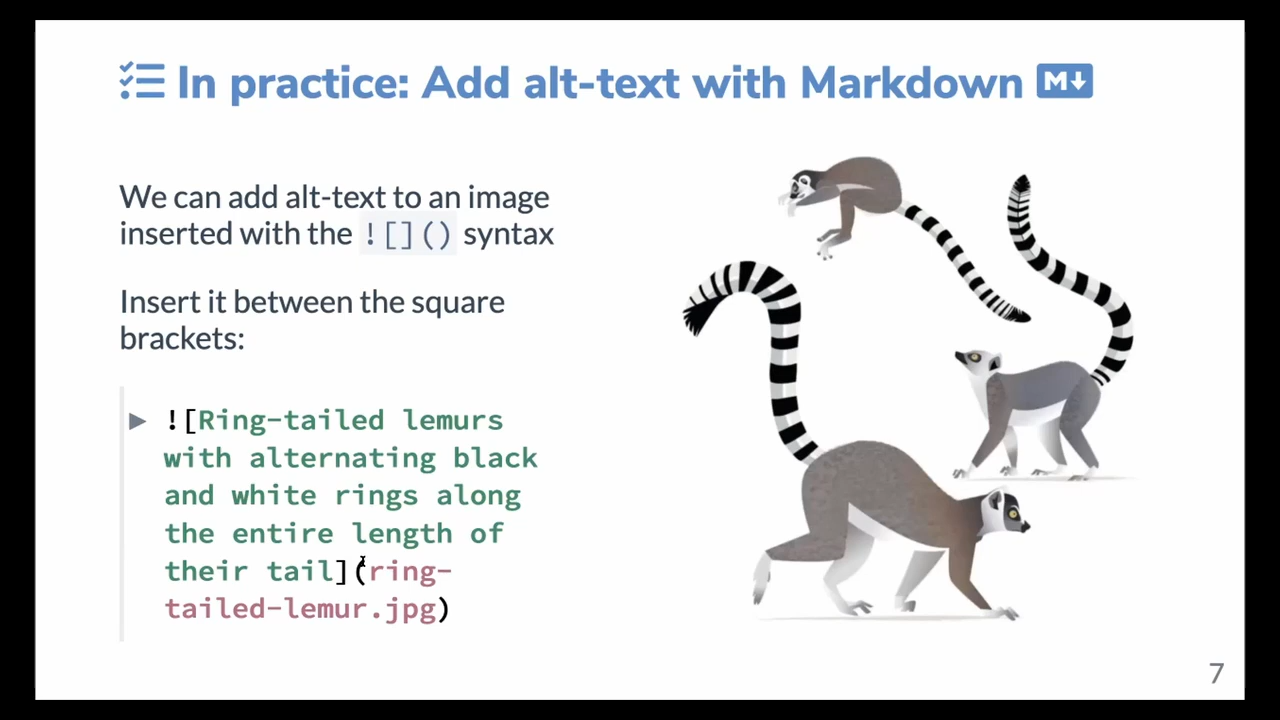 In practice: Add alt-text with Markdown M
We can add alt-text to an image
inserted with the ![]() syntax
Insert it between the square
brackets:
![Ring-tailed lemurs
with alternating black
and white rings along
the entire length of
their tail](ring-
tailed-lemur.jpg)
7